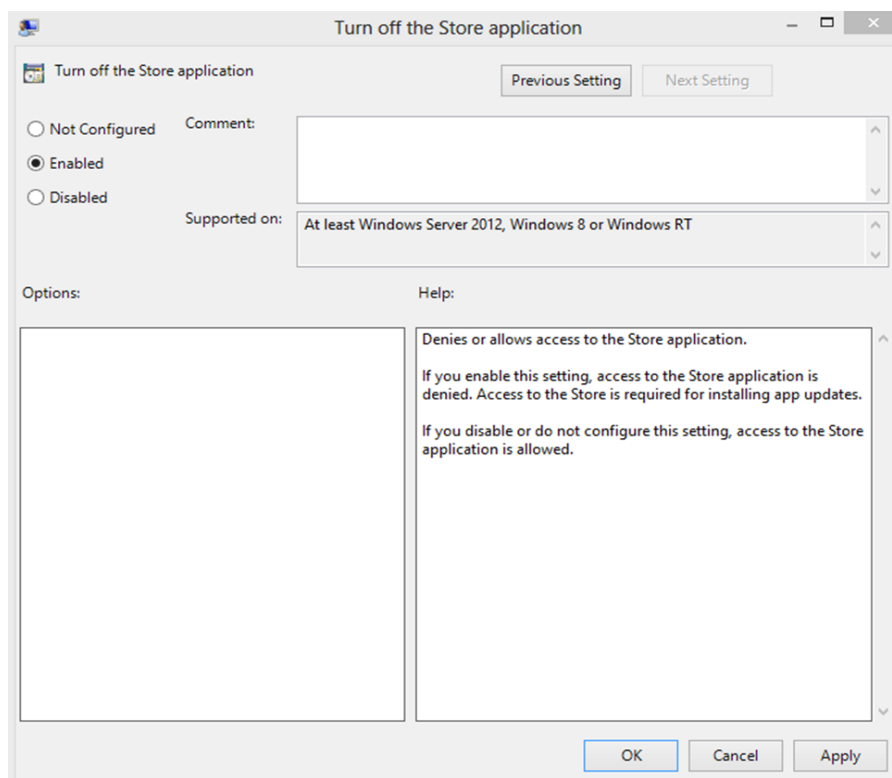 Turn off the Store application
Turn off the Store application
Previous Setting
Next Setting
Not Configured
Comment:
Enabled
Disabled
Supported on:
At least Windows Server 2012, Windows 8 or Windows RT
Options:
Help:
Denies or allows access to the Store application.
If you enable this setting, access to the Store application is
denied. Access to the Store is required for installing app updates.
If you disable or do not configure this setting, access to the Store
application is allowed.
OK
Cancel
Apply